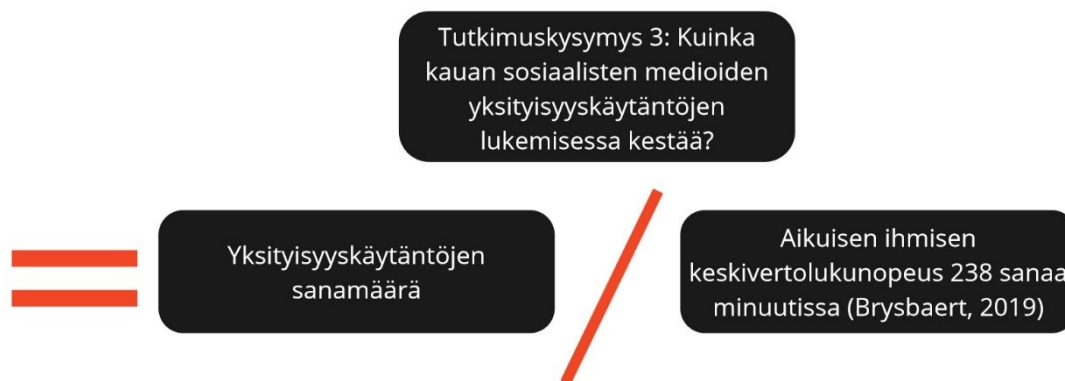 Tutkimuskysymys 3: Kuinka
kauan sosiaalisten medioiden
yksityisyyskäytäntöjen
lukemisessa kestää?
=
Yksityisyyskäytäntöjen
sanamäärä
/
Aikuisen ihmisen
keskivertolukunopeus 238 sanaa
minuutissa (Brysbaert, 2019)